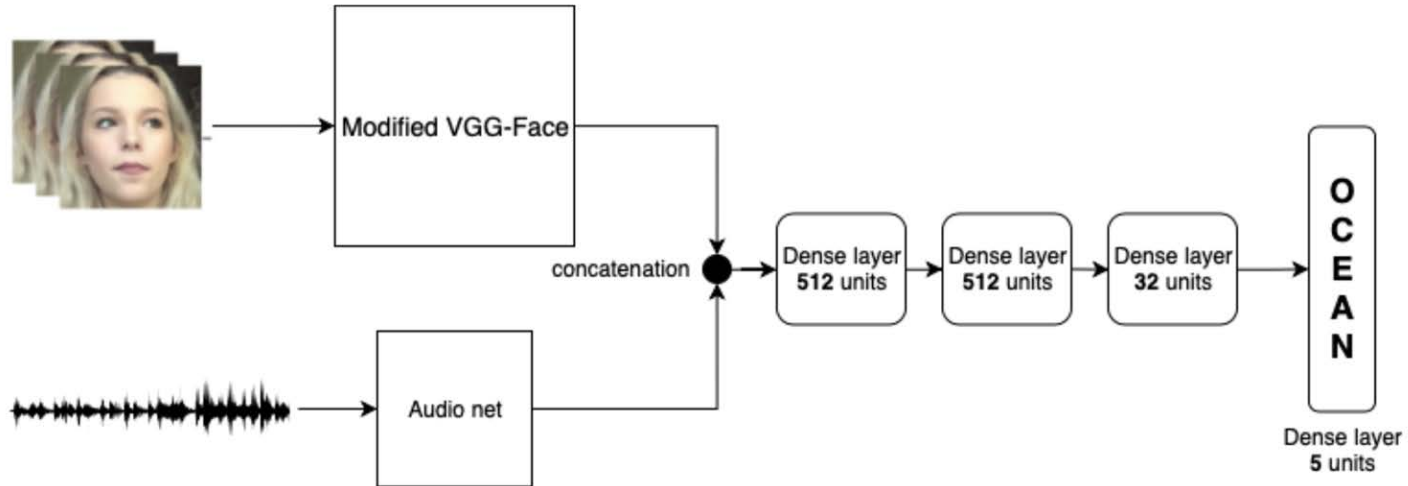 Modified VGG-Face
concatenation
Dense layer
512 units
Dense layer
512 units
Dense layer
32 units
O
C
E
A
N
Audio net
Dense layer
5 units